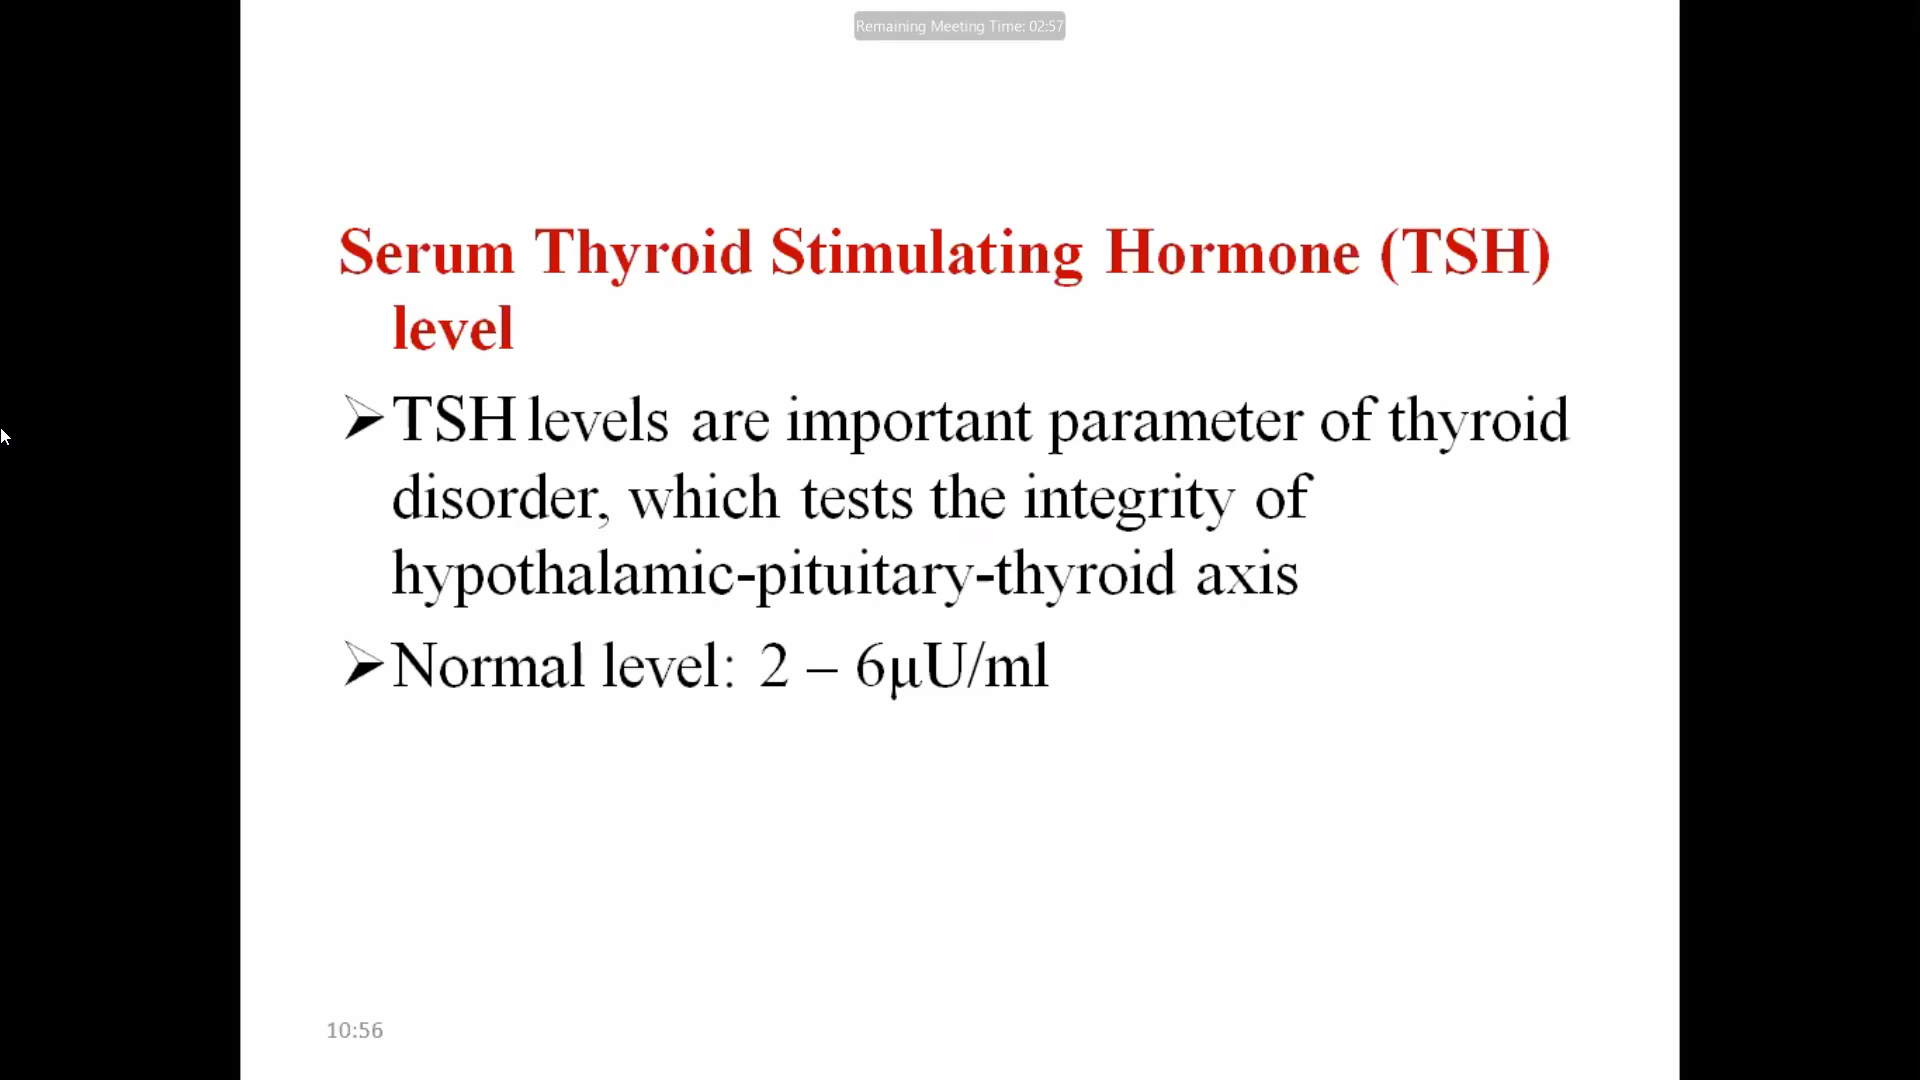 Remaining Meeting Time: 02:57
Serum Thyroid Stimulating Hormone (TSH)
level
➢TSH levels are important parameter of thyroid
disorder, which tests the integrity of
hypothalamic-pituitary-thyroid axis
➢Normal level: 2 – 6μU/ml
10:56